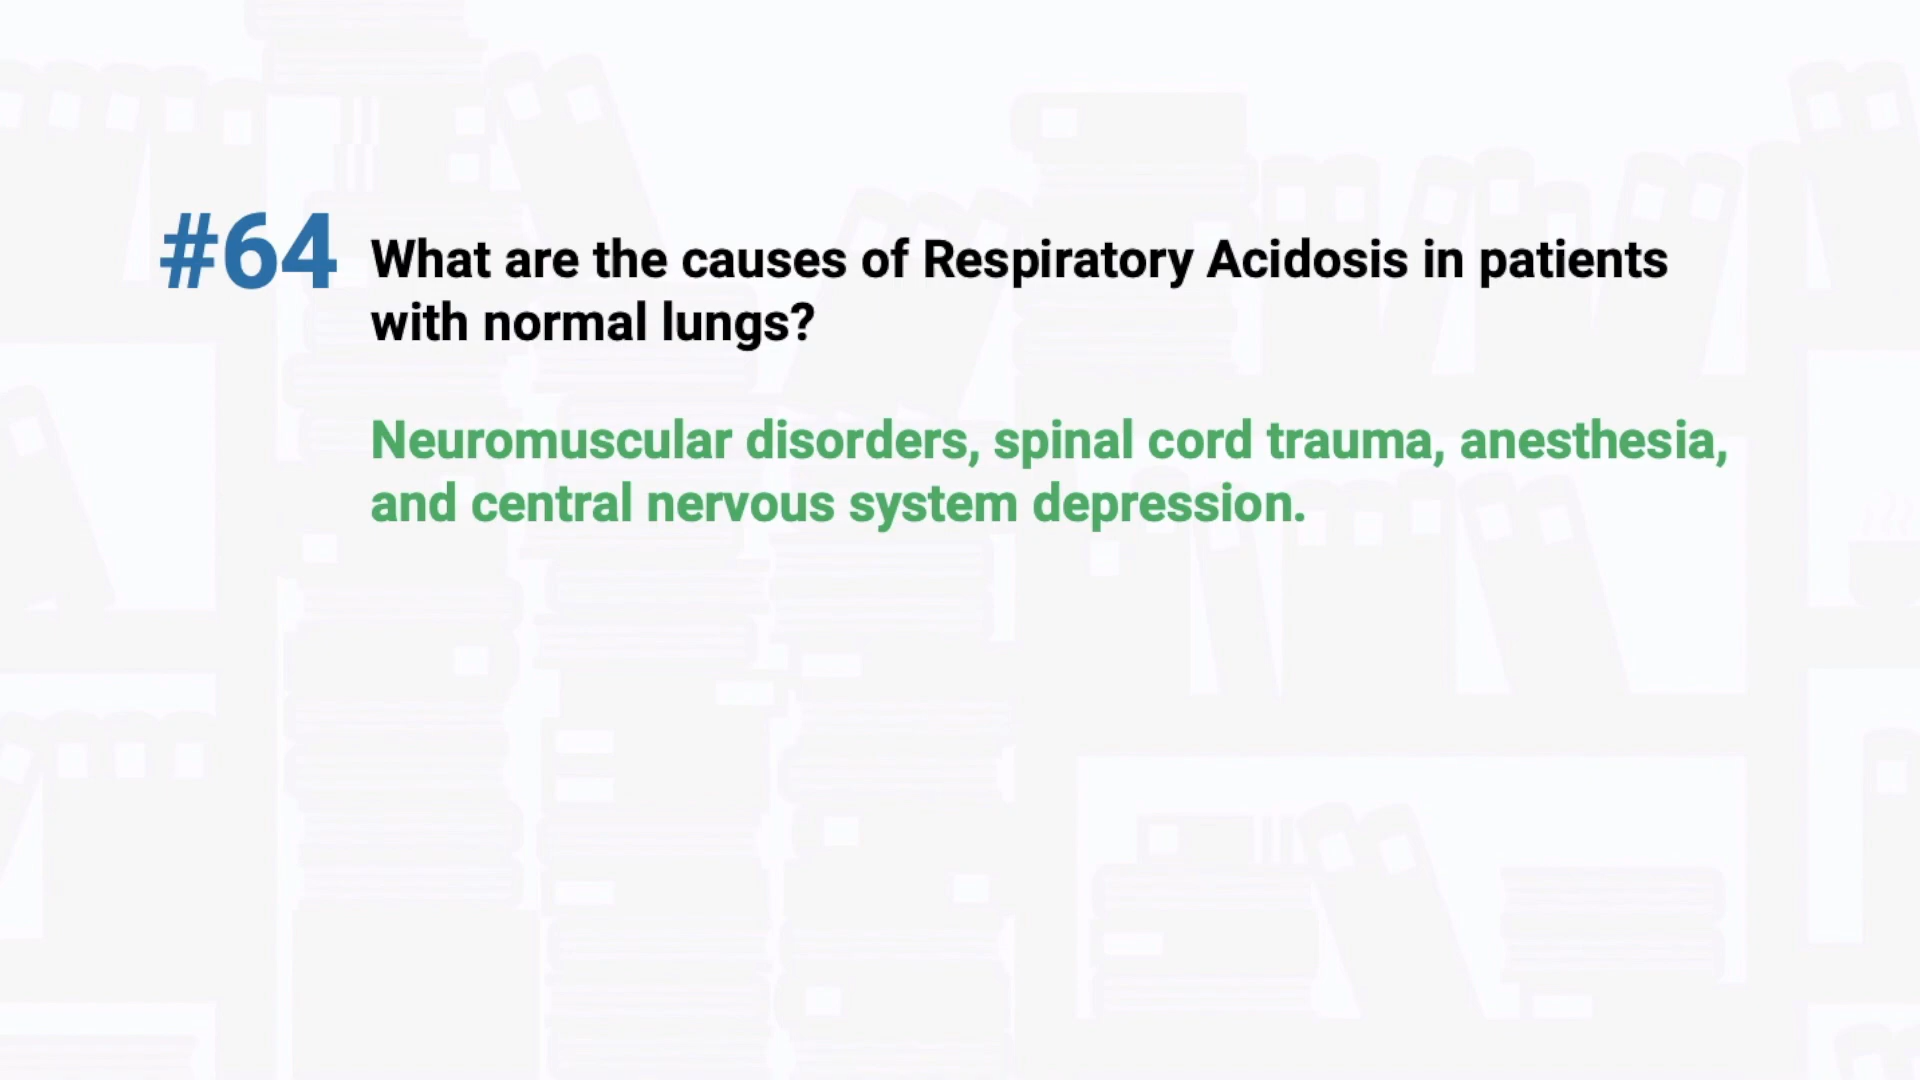 #64 What are the causes of Respiratory Acidosis in patients
with normal lungs?
Neuromuscular disorders, spinal cord trauma, anesthesia,
and central nervous system depression.